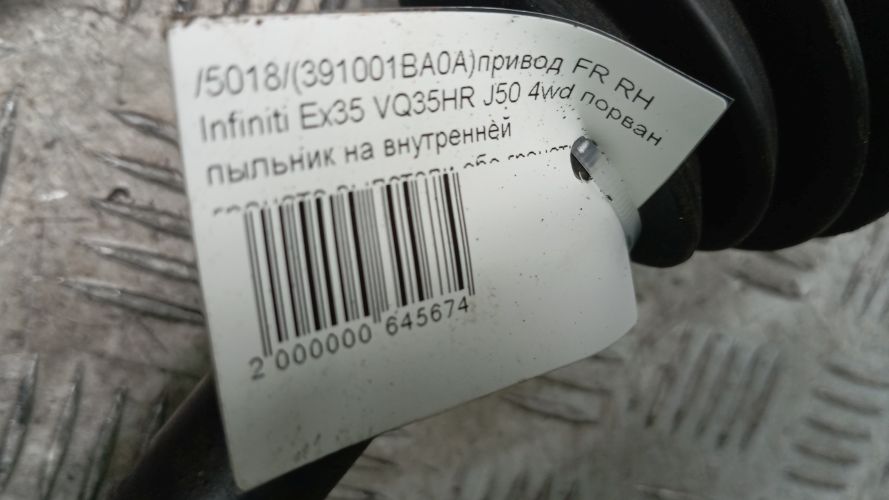 /5018/(391001BA0A)привод FR RH
Infiniti Ex35 VQ35HR J50 4wd порван
пыльник на внутренней
2 000000 645674